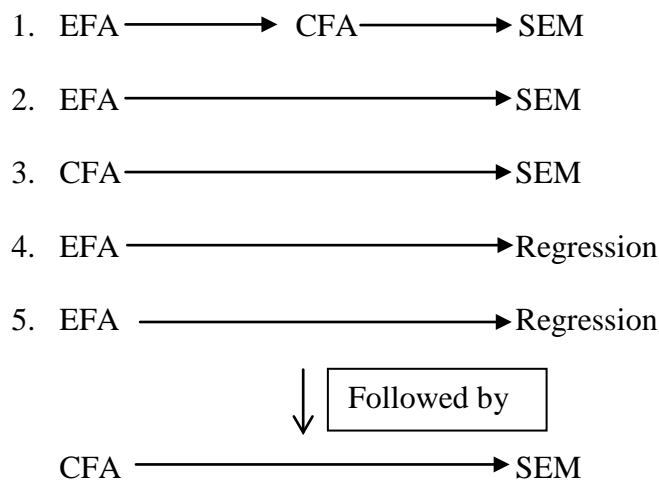 1. EFA CFA SEM
2. EFA SEM
3. CFA SEM
4. EFA Regression
5. EFA Regression
Followed by
CFA SEM